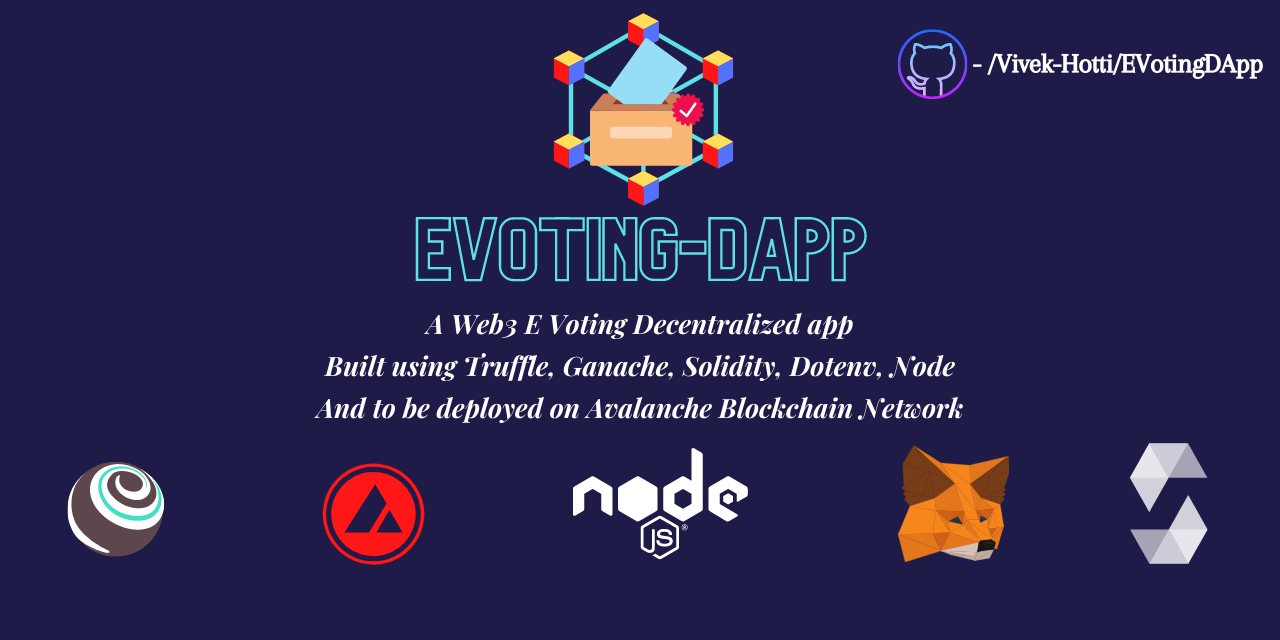 - /Vivek-Hotti/EVotingDApp
EVOTING-DAPP
A Web3 E Voting Decentralized app
Built using Truffle, Ganache, Solidity, Dotenv, Node
And to be deployed on Avalanche Blockchain Network
node
JS ®